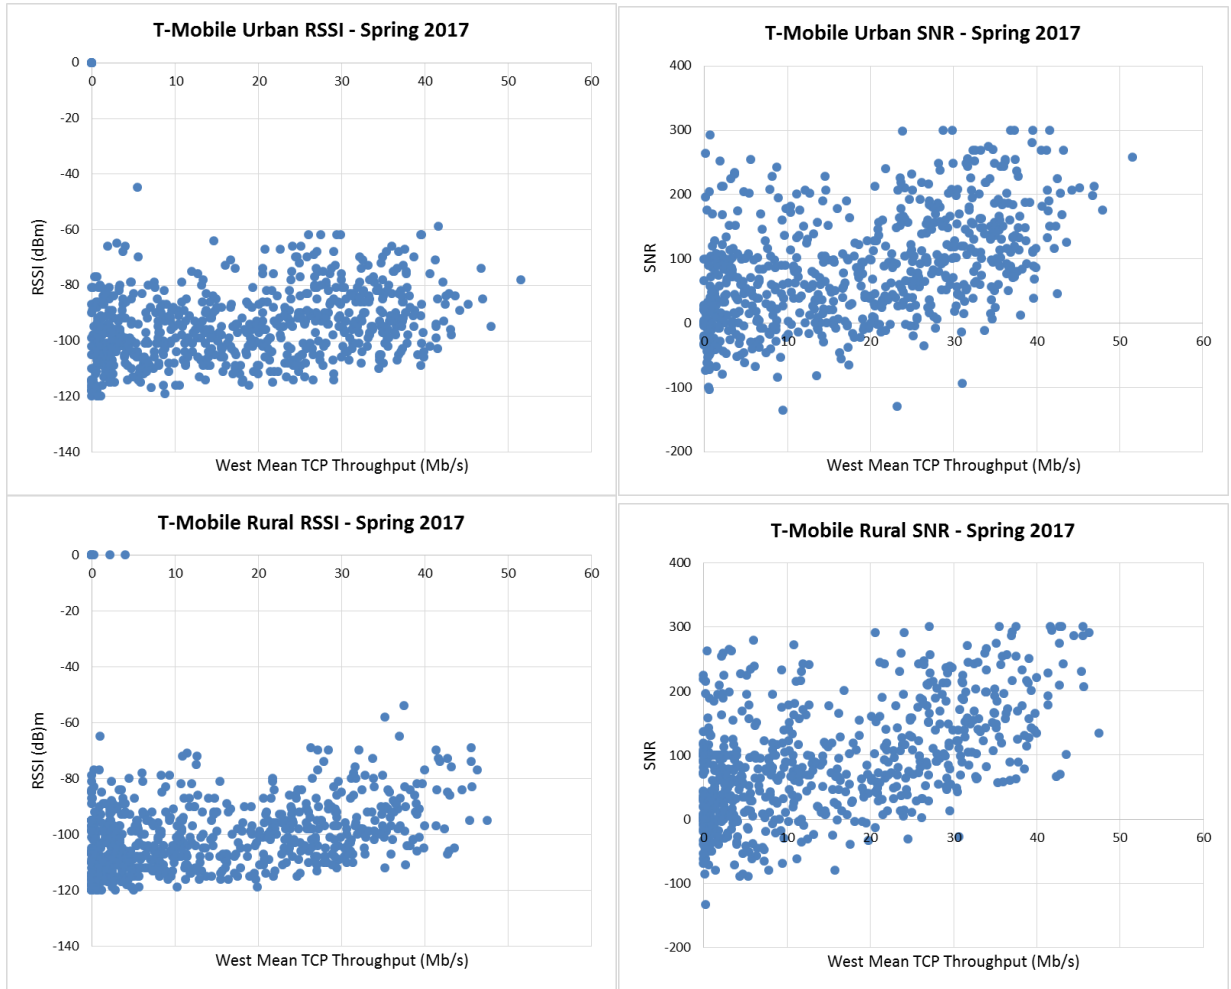 T-Mobile Urban RSSI - Spring 2017
0
-20
-40
-60
-80
-100
-120
-140
0 10 20 30 40 50 60
RSSI (dBm)
West Mean TCP Throughput (Mb/s)
T-Mobile Urban SNR - Spring 2017
400
300
200
100
0
-100
-200
0 10 20 30 40 50 60
SNR
West Mean TCP Throughput (Mb/s)
T-Mobile Rural RSSI - Spring 2017
0
-20
-40
-60
-80
-100
-120
-140
0 10 20 30 40 50 60
RSSI (dB)m
West Mean TCP Throughput (Mb/s)
T-Mobile Rural SNR - Spring 2017
400
300
200
100
0
-100
-200
0 10 20 30 40 50 60
SNR
West Mean TCP Throughput (Mb/s)